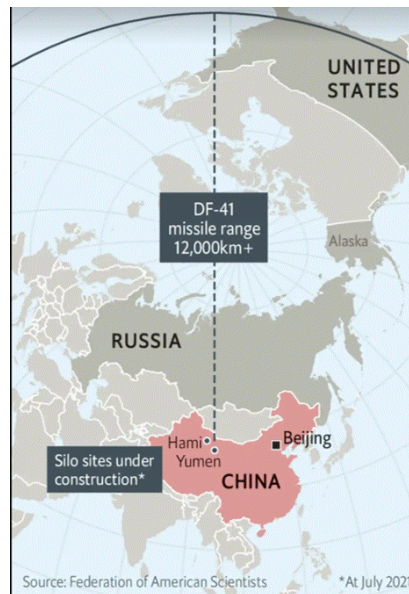 UNITED
STATES
DF-41
missile range
12,000km+
Alaska
RUSSIA
Hami
Beijing
Yumen
Silo sites under
construction*
CHINA
Source: Federation of American Scientists
*At July 2021